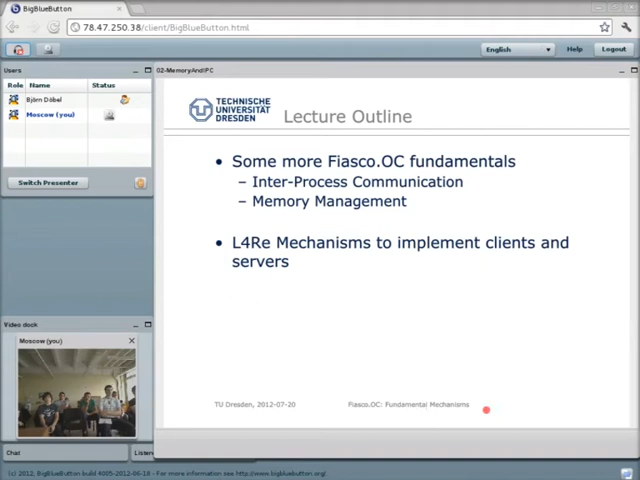 BigBlueButton
78.47.250.38/client/BigBlueButton.html
English
Help
Logout
Users
Role Name Status
Björn Döbel
Moscow (you)
Switch Presenter
Video dock
Moscow (you)
Chat
Listen
02-MemoryAndIPC
TECHNISCHE
UNIVERSITÄT
DRESDEN
Lecture Outline
• Some more Fiasco.OC fundamentals
– Inter-Process Communication
– Memory Management
• L4Re Mechanisms to implement clients and
servers
TU Dresden, 2012-07-20
Fiasco.OC: Fundamental Mechanisms
(c) 2012, BigBlueButton build 4005-2012-06-18 - For more information see http://www.bigbluebutton.org/